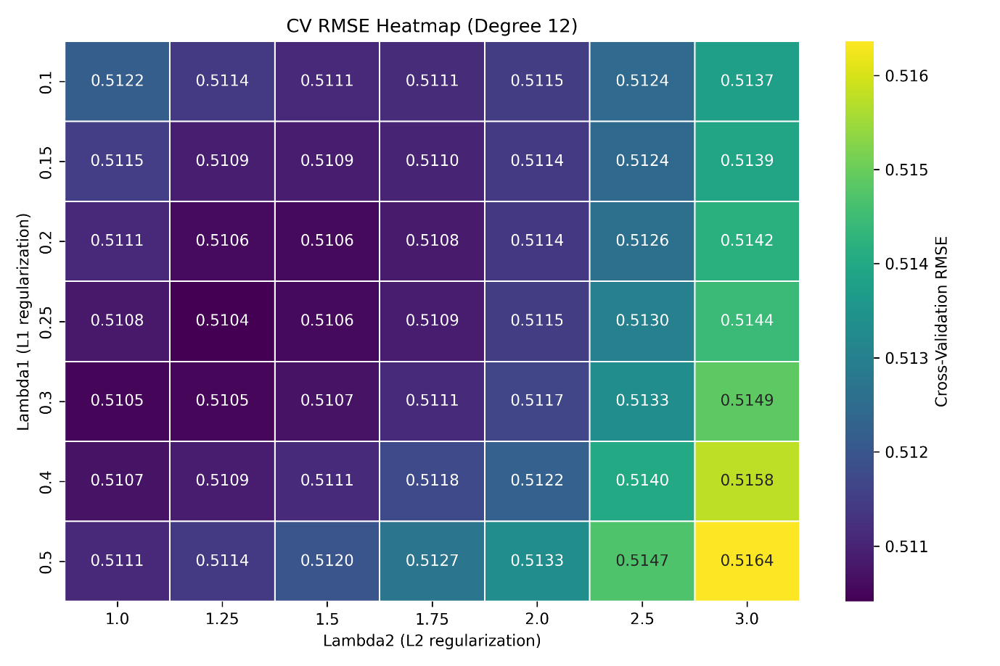 CV RMSE Heatmap (Degree 12)
0.1 0.5122 0.5114 0.5111 0.5111 0.5115 0.5124 0.5137
0.15 0.5115 0.5109 0.5109 0.5110 0.5114 0.5124 0.5139
0.2 0.5111 0.5106 0.5106 0.5108 0.5114 0.5126 0.5142
0.25 0.5108 0.5104 0.5106 0.5109 0.5115 0.5130 0.5144
0.3 0.5105 0.5105 0.5107 0.5111 0.5117 0.5133 0.5149
0.4 0.5107 0.5109 0.5111 0.5118 0.5122 0.5140 0.5158
0.5 0.5111 0.5114 0.5120 0.5127 0.5133 0.5147 0.5164
1.0 1.25 1.5 1.75 2.0 2.5 3.0
Lambda2 (L2 regularization)
Lambda1 (L1 regularization)
0.516
0.515
0.514
0.513
0.512
0.511
Cross-Validation RMSE